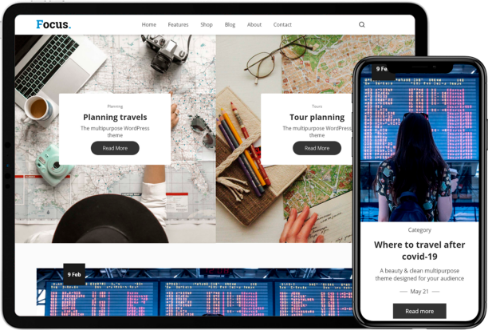 Focus.
Home Features Shop Blog About Contact
Planning
Planning travels
The multipurpose WordPress
theme
Read More
Tours
Tour planning
The multipurpose WordPress
theme
Read More
9 Feb
9 Fe
Category
Where to travel after
covid-19
A beauty & clean multipurpose
theme designed for your audience
May 21
Read more